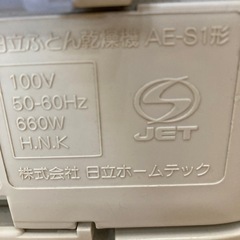 日立ふとん乾燥機 AE-S1形
100V
50-60Hz
660W
H.N.K
JET
株式会社 日立ホームテック